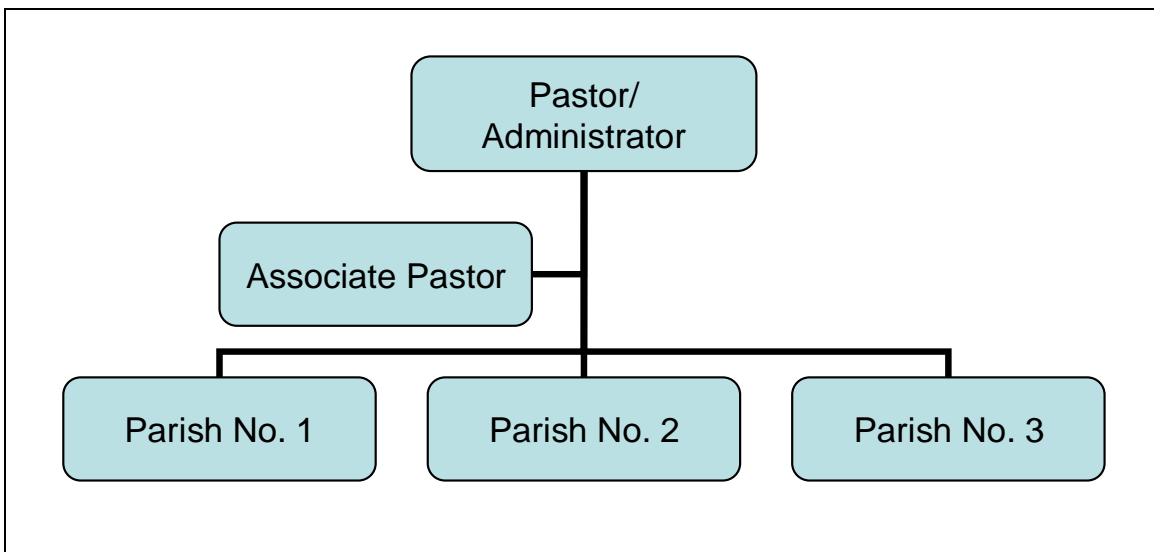 Pastor/
Administrator
Associate Pastor
Parish No. 1
Parish No. 2
Parish No. 3